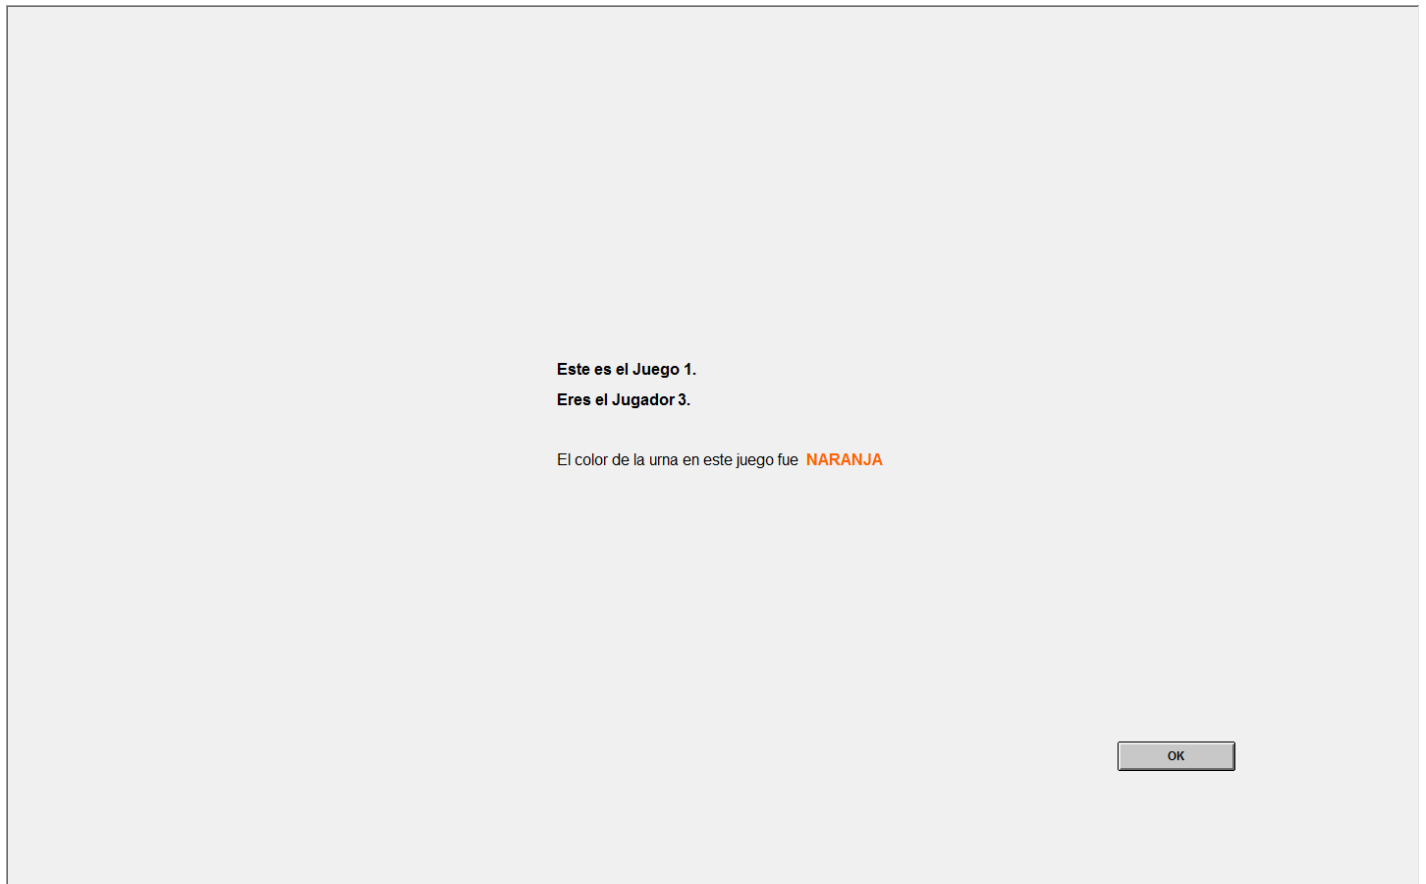 Este es el Juego 1.
Eres el Jugador 3.
El color de la urna en este juego fue NARANJA
OK